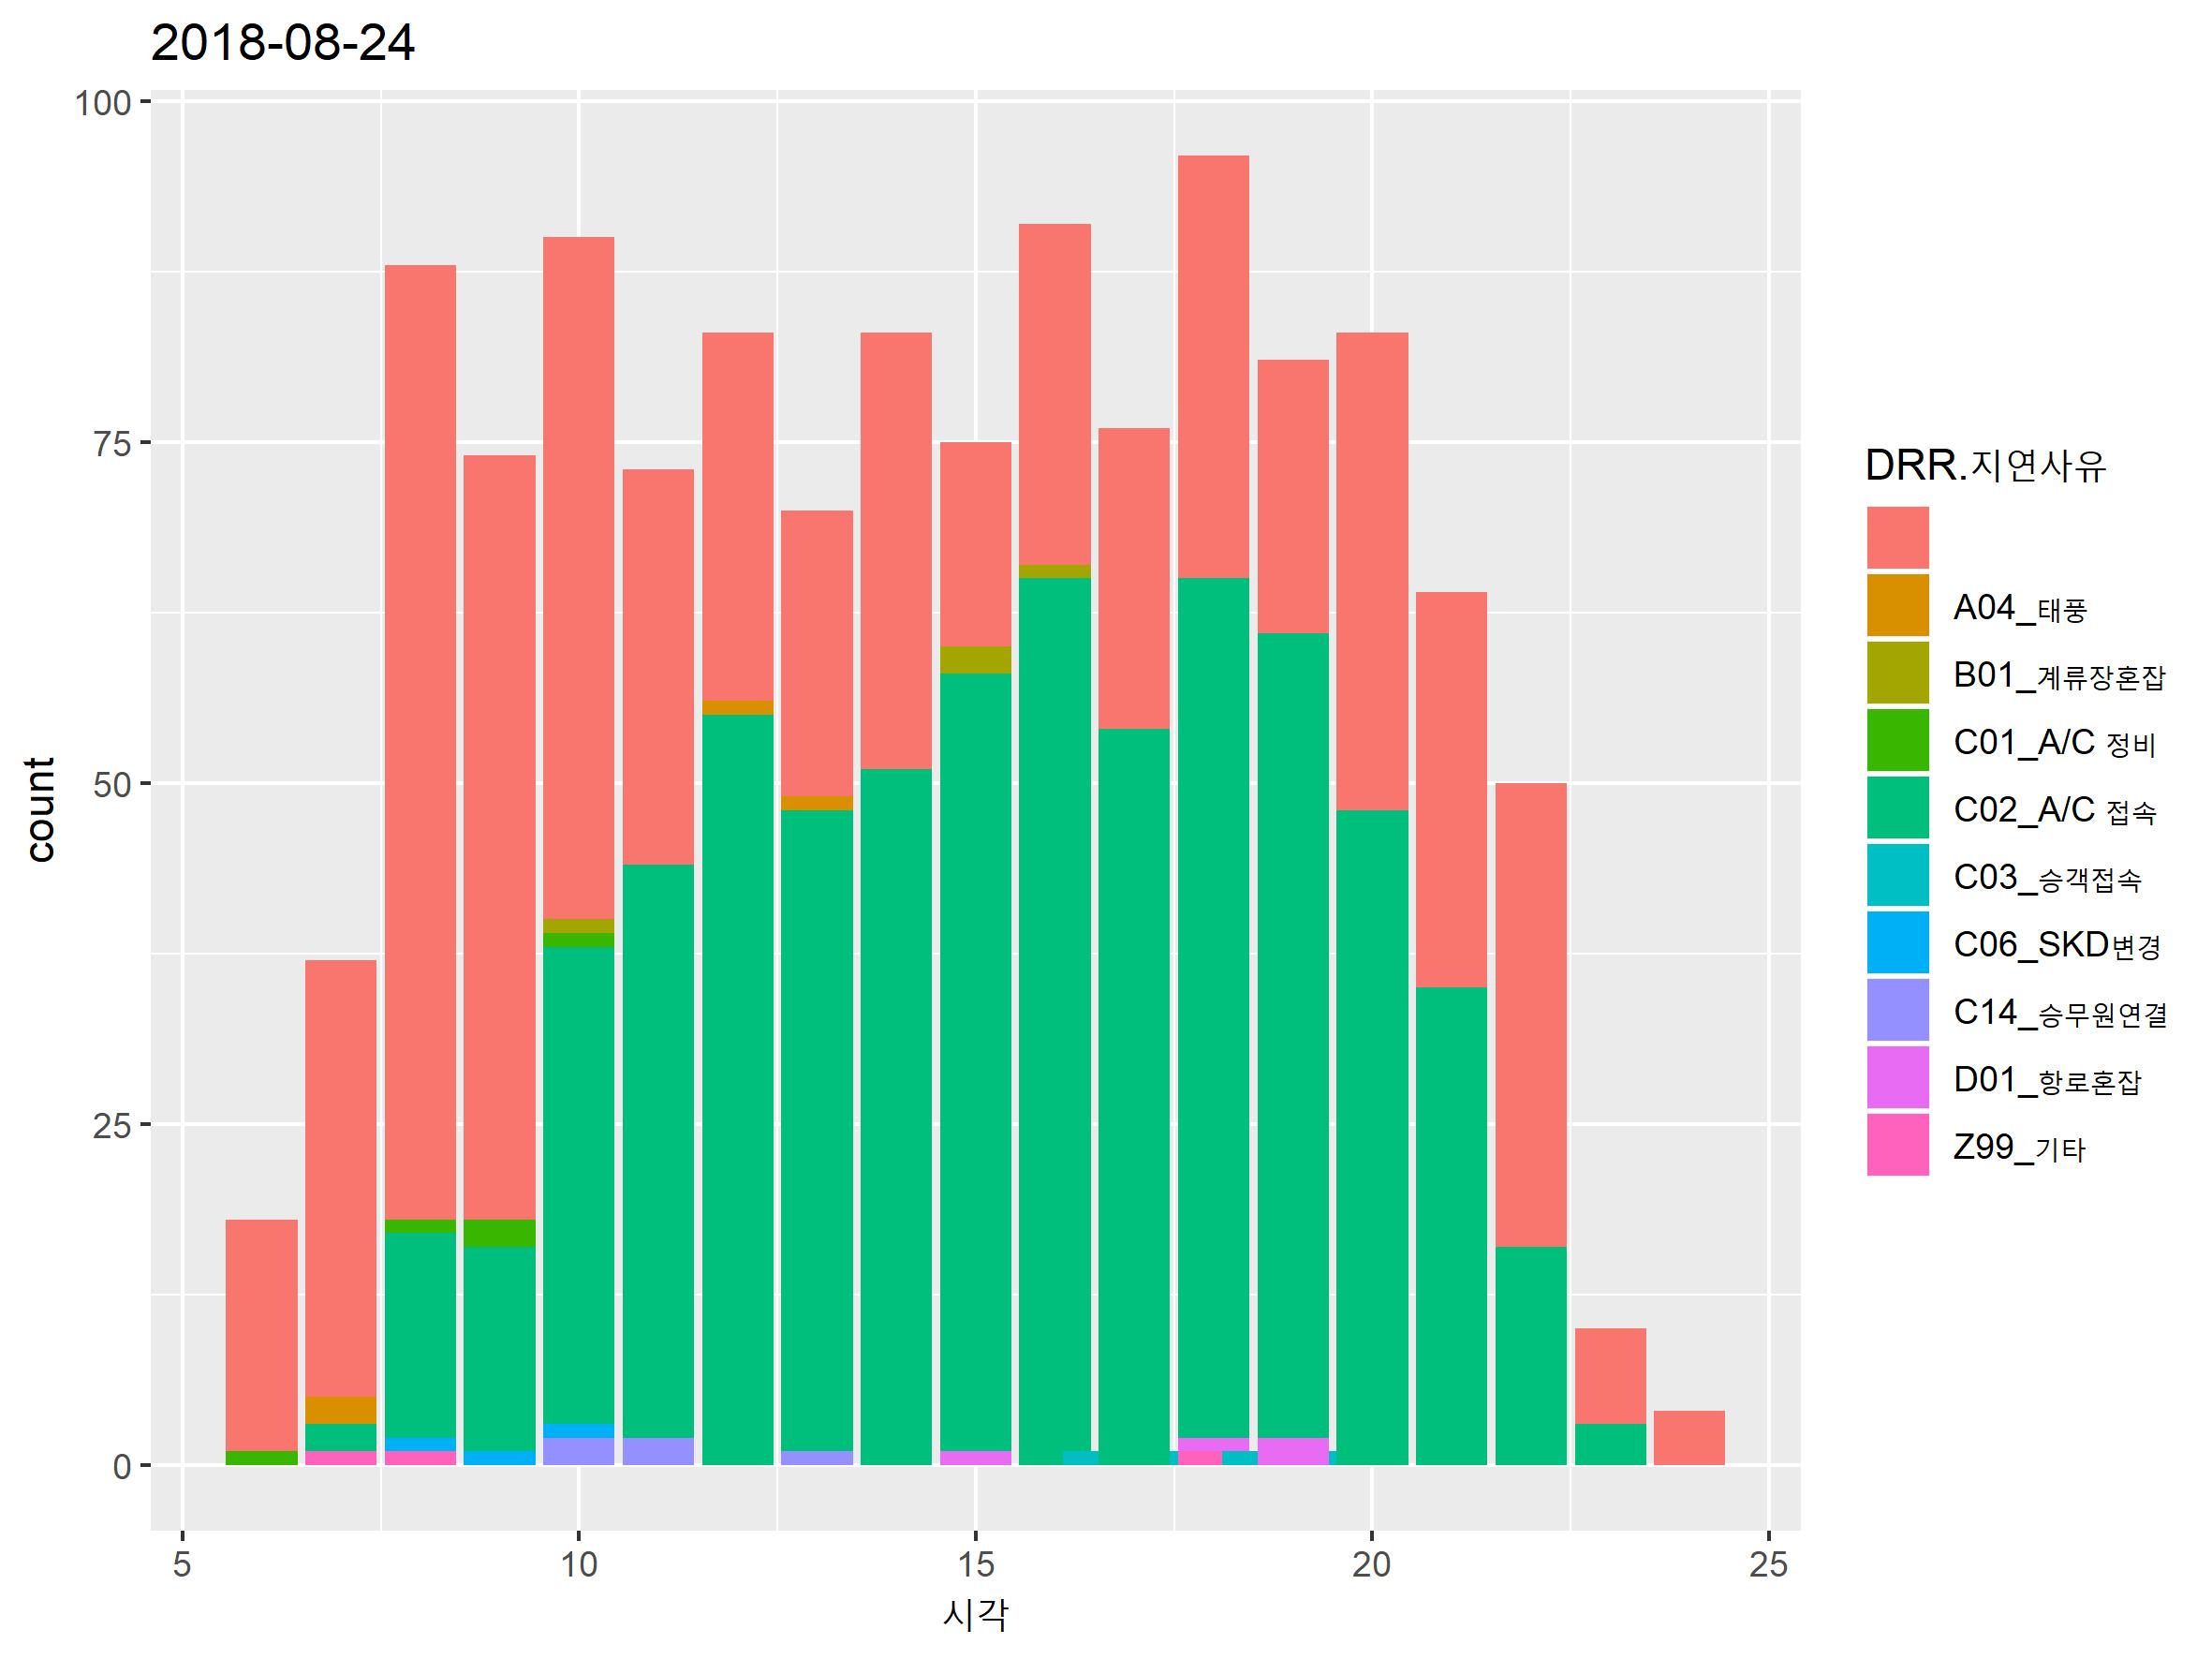 2018-08-24
100
75
50
25
0
count
5 10 15 20 25
시각
DRR.지연사유
A04_태풍
B01_계류장혼잡
C01_A/C 정비
C02_A/C 접속
C03_승객접속
C06_SKD변경
C14_승무원연결
D01_항로혼잡
Z99_기타